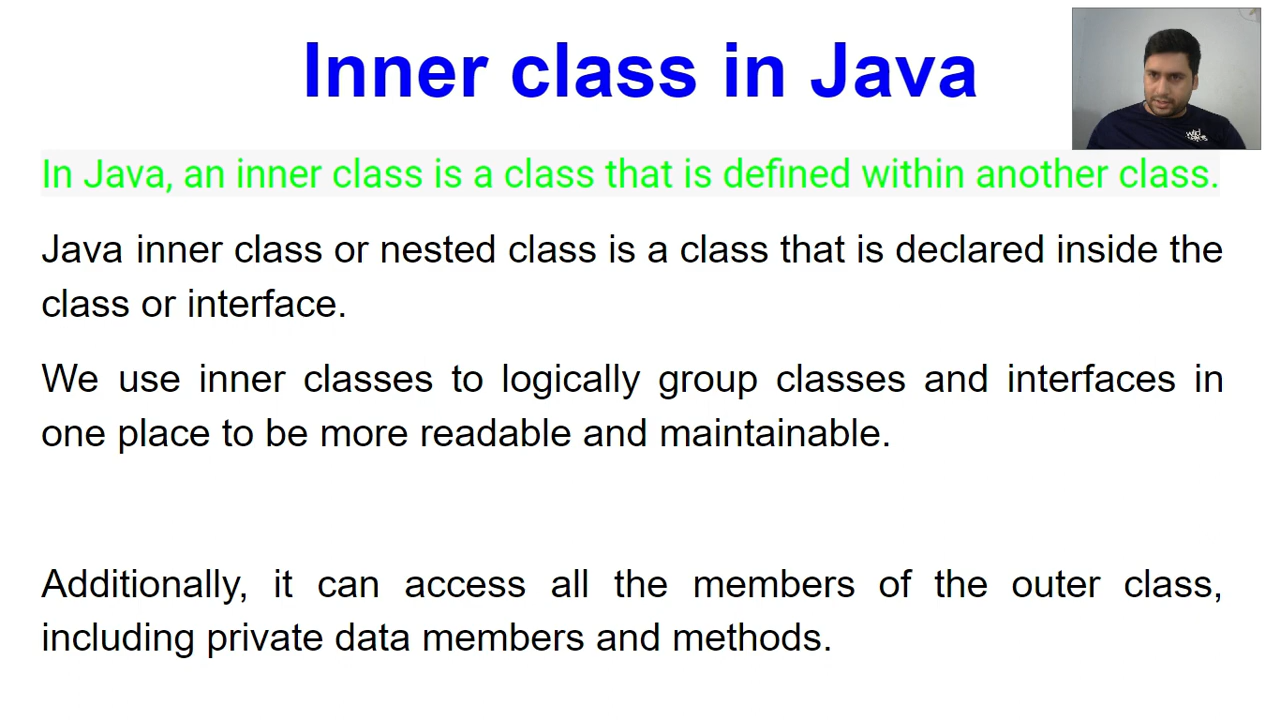 Inner class in Java
In Java, an inner class is a class that is defined within another class.
Java inner class or nested class is a class that is declared inside the
class or interface.
We use inner classes to logically group classes and interfaces in
one place to be more readable and maintainable.
Additionally, it can access all the members of the outer class,
including private data members and methods.